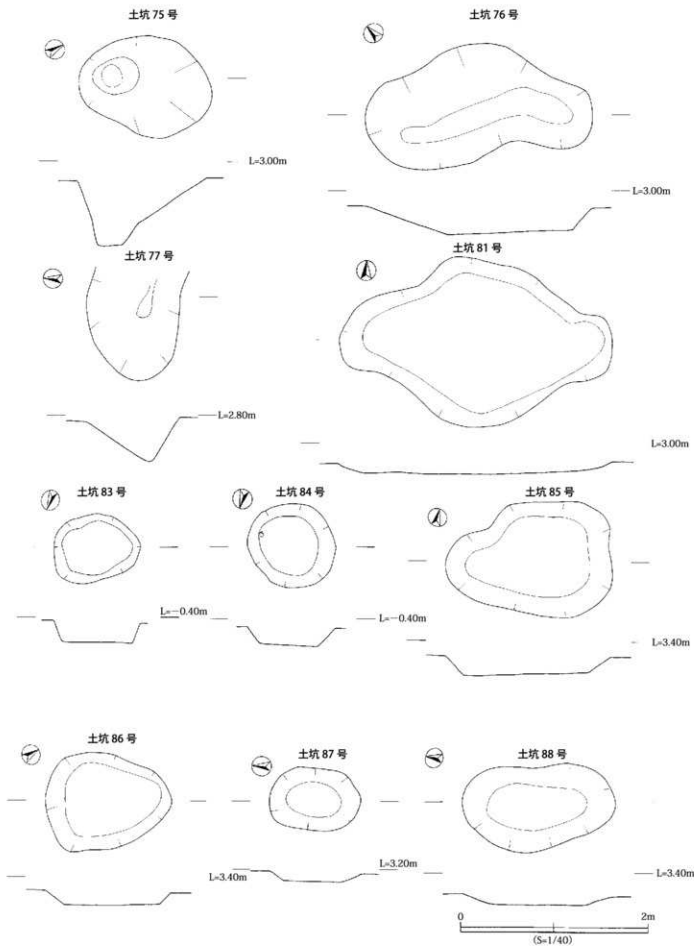 土坑 75 号
土坑 76 号
L=3.00m
L=3.00m
土坑 77 号
土坑 81 号
L=2.80m
L=3.00m
土坑 83 号
土坑 84 号
土坑 85 号
L=−0.40m
L=−0.40m
L=3.40m
土坑 86 号
土坑 87 号
土坑 88 号
L=3.40m
L=3.20m
L=3.40m
0 2m
(S=1/40)